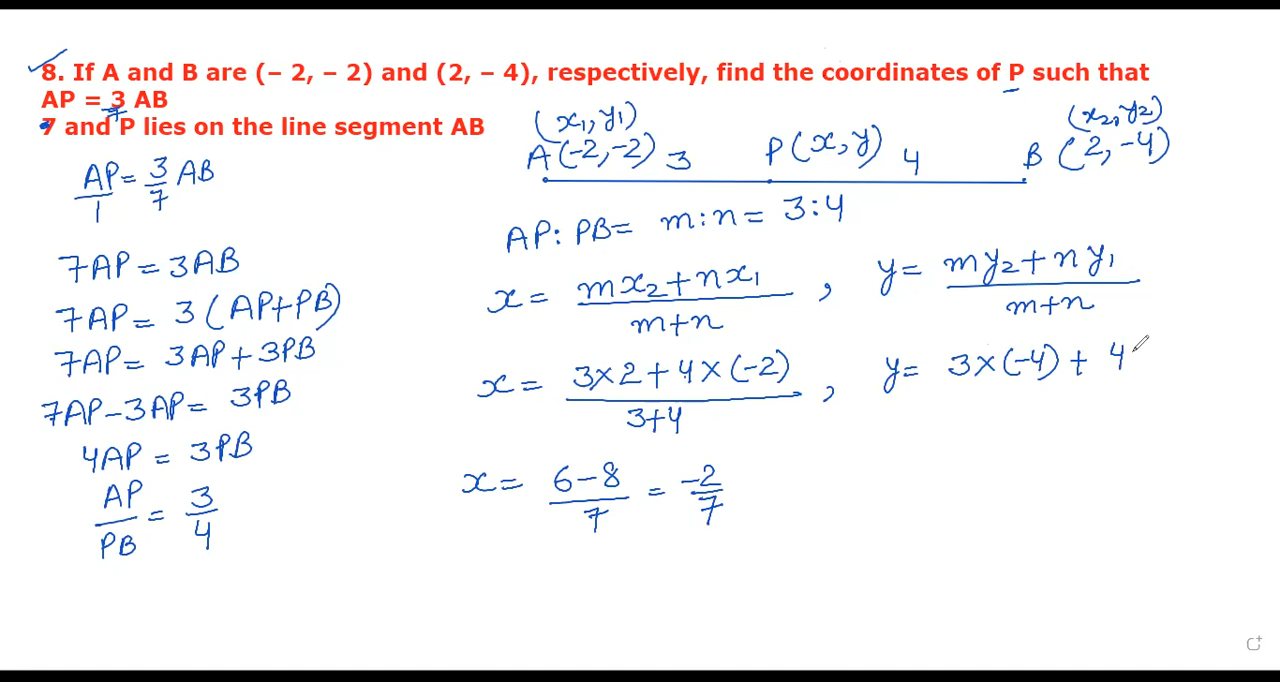 8. If A and B are (– 2, – 2) and (2, – 4), respectively, find the coordinates of P such that
AP = 3 AB
7
7 and P lies on the line segment AB
AP/1 = 3/7 AB
7AP = 3AB
7AP = 3(AP+PB)
7AP = 3AP + 3PB
7AP – 3AP = 3PB
4AP = 3PB
AP/PB = 3/4
(x₁, y₁) (x₂, y₂)
A(-2,-2) 3 P(x, y) 4 B (2, -4)
AP : PB = m : n = 3 : 4
x = (mx₂ + nx₁)/(m+n) , y = (my₂ + ny₁)/(m+n)
x = (3×2 + 4×(-2))/(3+4) , y = 3×(-4) + 4
x = (6-8)/7 = -2/7